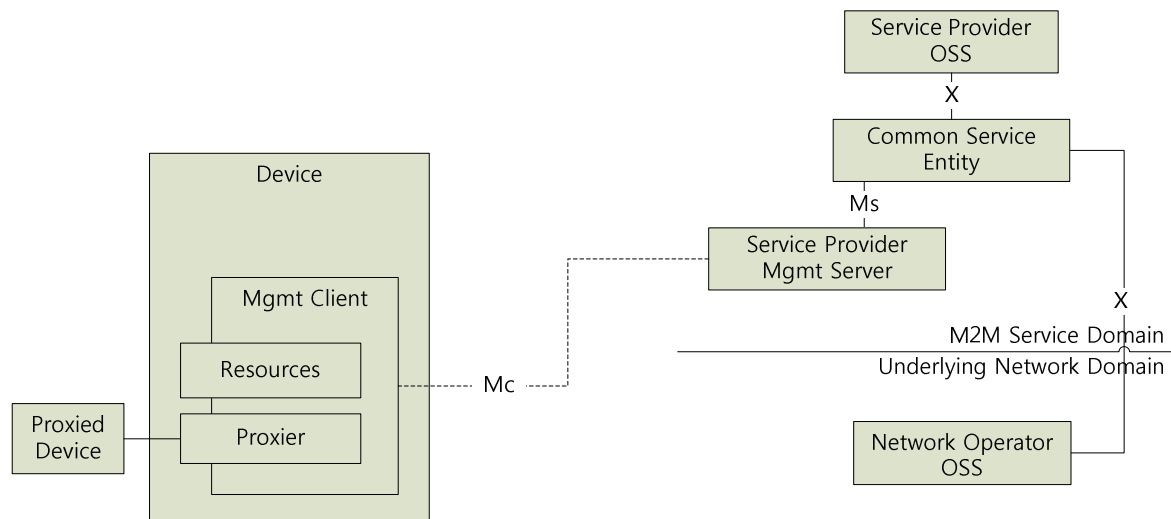 Service Provider
OSS
X
Common Service
Entity
Ms
Service Provider
Mgmt Server
X
M2M Service Domain
Underlying Network Domain
Network Operator
OSS
Device
Mgmt Client
Resources
Proxier
Mc
Proxied
Device